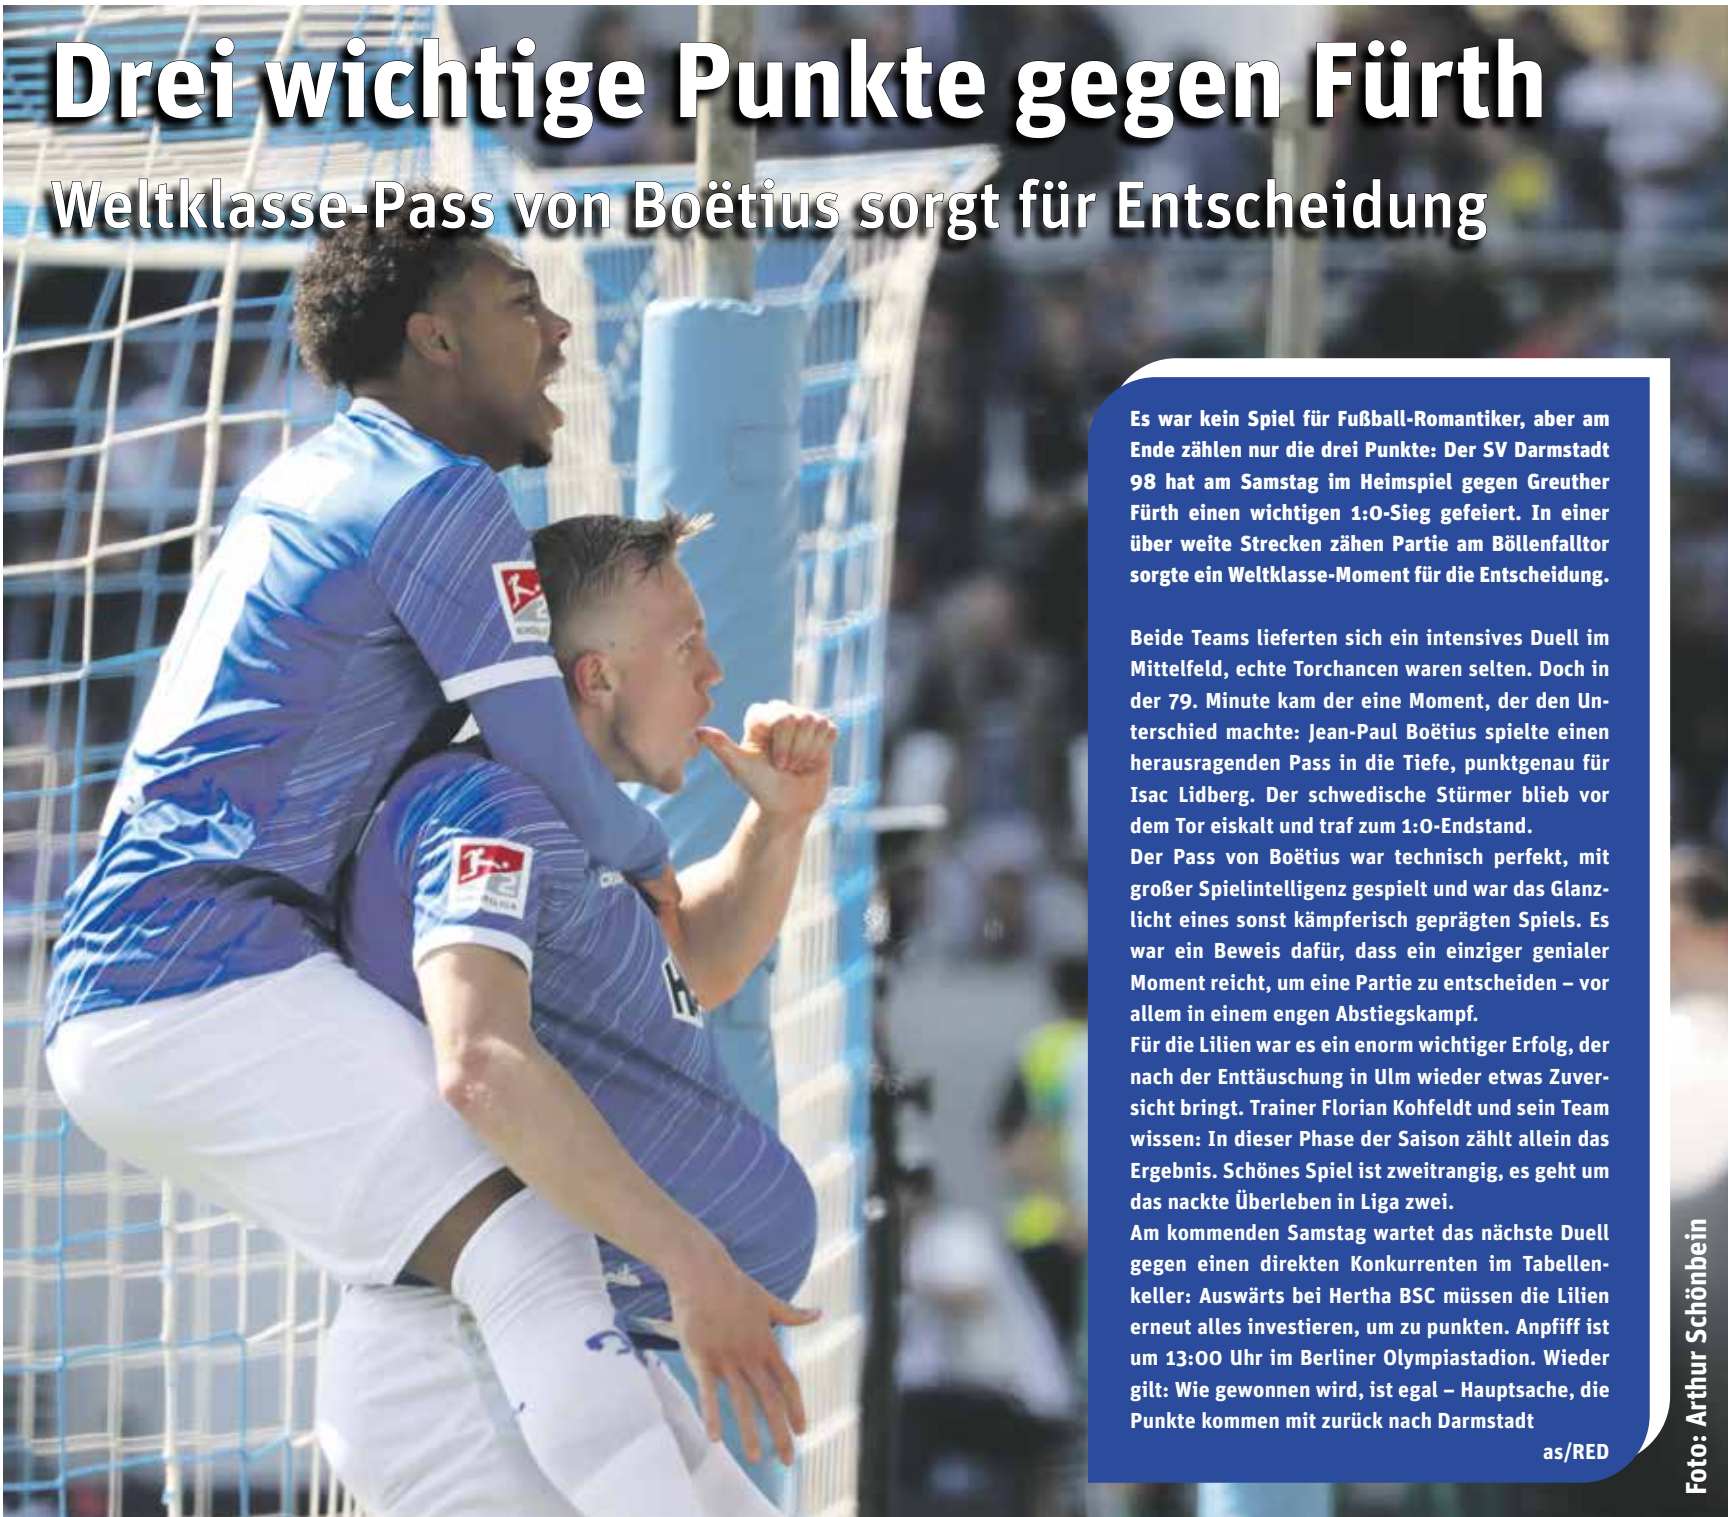 Drei wichtige Punkte gegen Fürth
Weltklasse-Pass von Boëtius sorgt für Entscheidung
Es war kein Spiel für Fußball-Romantiker, aber am
Ende zählen nur die drei Punkte: Der SV Darmstadt
98 hat am Samstag im Heimspiel gegen Greuther
Fürth einen wichtigen 1:0-Sieg gefeiert. In einer
über weite Strecken zähen Partie am Böllenfalltor
sorgte ein Weltklasse-Moment für die Entscheidung.
Beide Teams lieferten sich ein intensives Duell im
Mittelfeld, echte Torchancen waren selten. Doch in
der 79. Minute kam der eine Moment, der den Un-
terschied machte: Jean-Paul Boëtius spielte einen
herausragenden Pass in die Tiefe, punktgenau für
Isac Lidberg. Der schwedische Stürmer blieb vor
dem Tor eiskalt und traf zum 1:0-Endstand.
Der Pass von Boëtius war technisch perfekt, mit
großer Spielintelligenz gespielt und war das Glanz-
licht eines sonst kämpferisch geprägten Spiels. Es
war ein Beweis dafür, dass ein einziger genialer
Moment reicht, um eine Partie zu entscheiden – vor
allem in einem engen Abstiegskampf.
Für die Lilien war es ein enorm wichtiger Erfolg, der
nach der Enttäuschung in Ulm wieder etwas Zuver-
sicht bringt. Trainer Florian Kohfeldt und sein Team
wissen: In dieser Phase der Saison zählt allein das
Ergebnis. Schönes Spiel ist zweitrangig, es geht um
das nackte Überleben in Liga zwei.
Am kommenden Samstag wartet das nächste Duell
gegen einen direkten Konkurrenten im Tabellen-
keller: Auswärts bei Hertha BSC müssen die Lilien
erneut alles investieren, um zu punkten. Anpfiff ist
um 13:00 Uhr im Berliner Olympiastadion. Wieder
gilt: Wie gewonnen wird, ist egal – Hauptsache, die
Punkte kommen mit zurück nach Darmstadt
as/RED
Foto: Arthur Schönbein